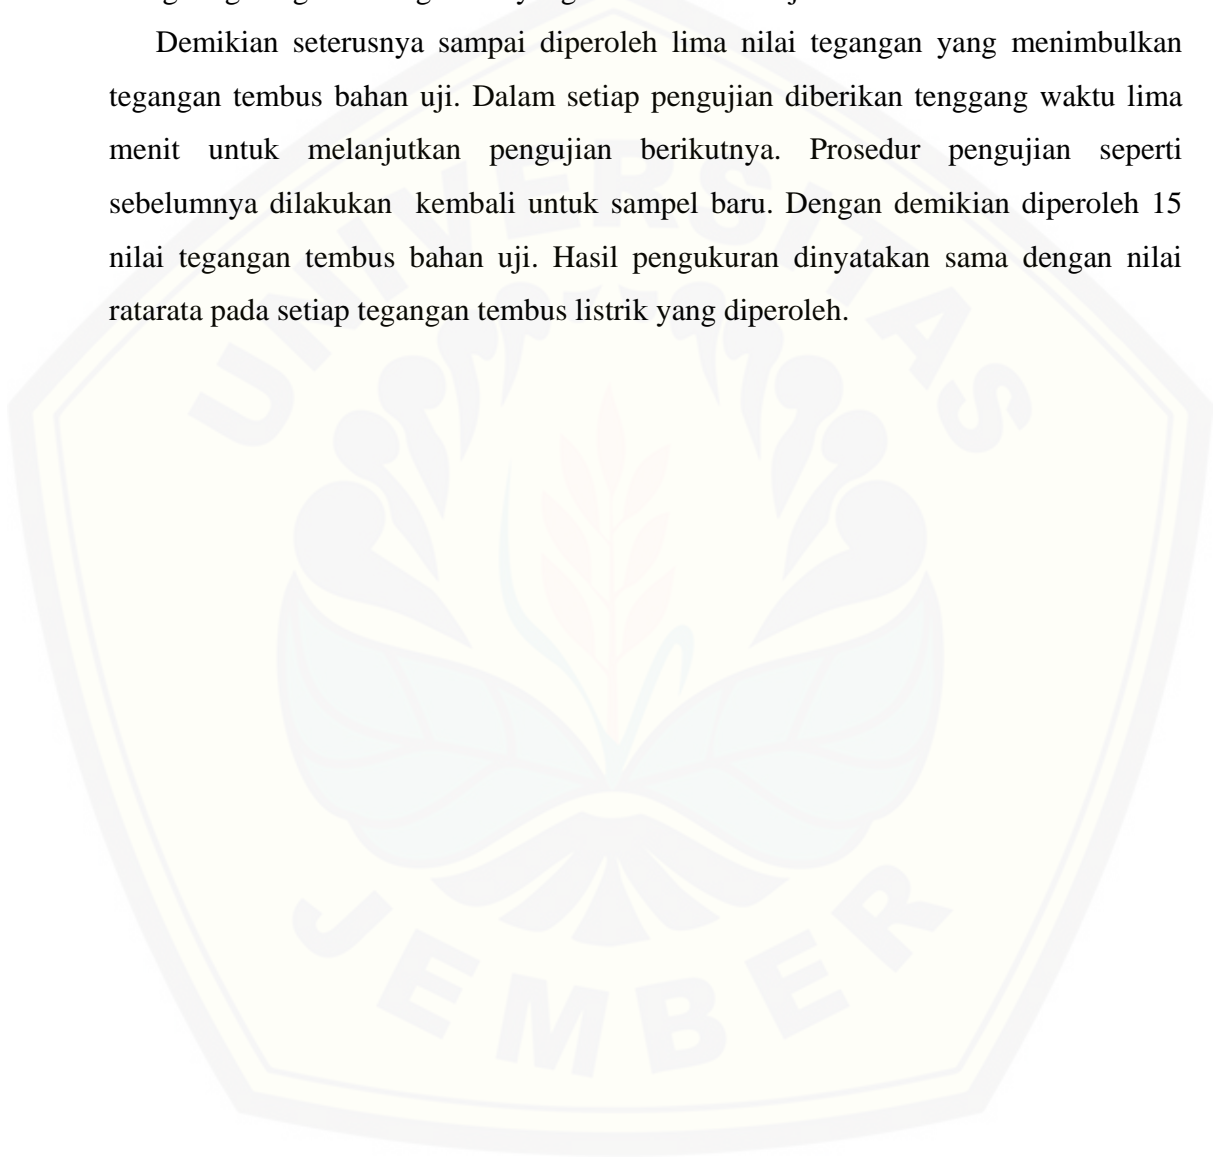 Demikian seterusnya sampai diperoleh lima nilai tegangan yang menimbulkan
tegangan tembus bahan uji. Dalam setiap pengujian diberikan tenggang waktu lima
menit untuk melanjutkan pengujian berikutnya. Prosedur pengujian seperti
sebelumnya dilakukan kembali untuk sampel baru. Dengan demikian diperoleh 15
nilai tegangan tembus bahan uji. Hasil pengukuran dinyatakan sama dengan nilai
ratarata pada setiap tegangan tembus listrik yang diperoleh.
UNIVERSITAS
JEMBER